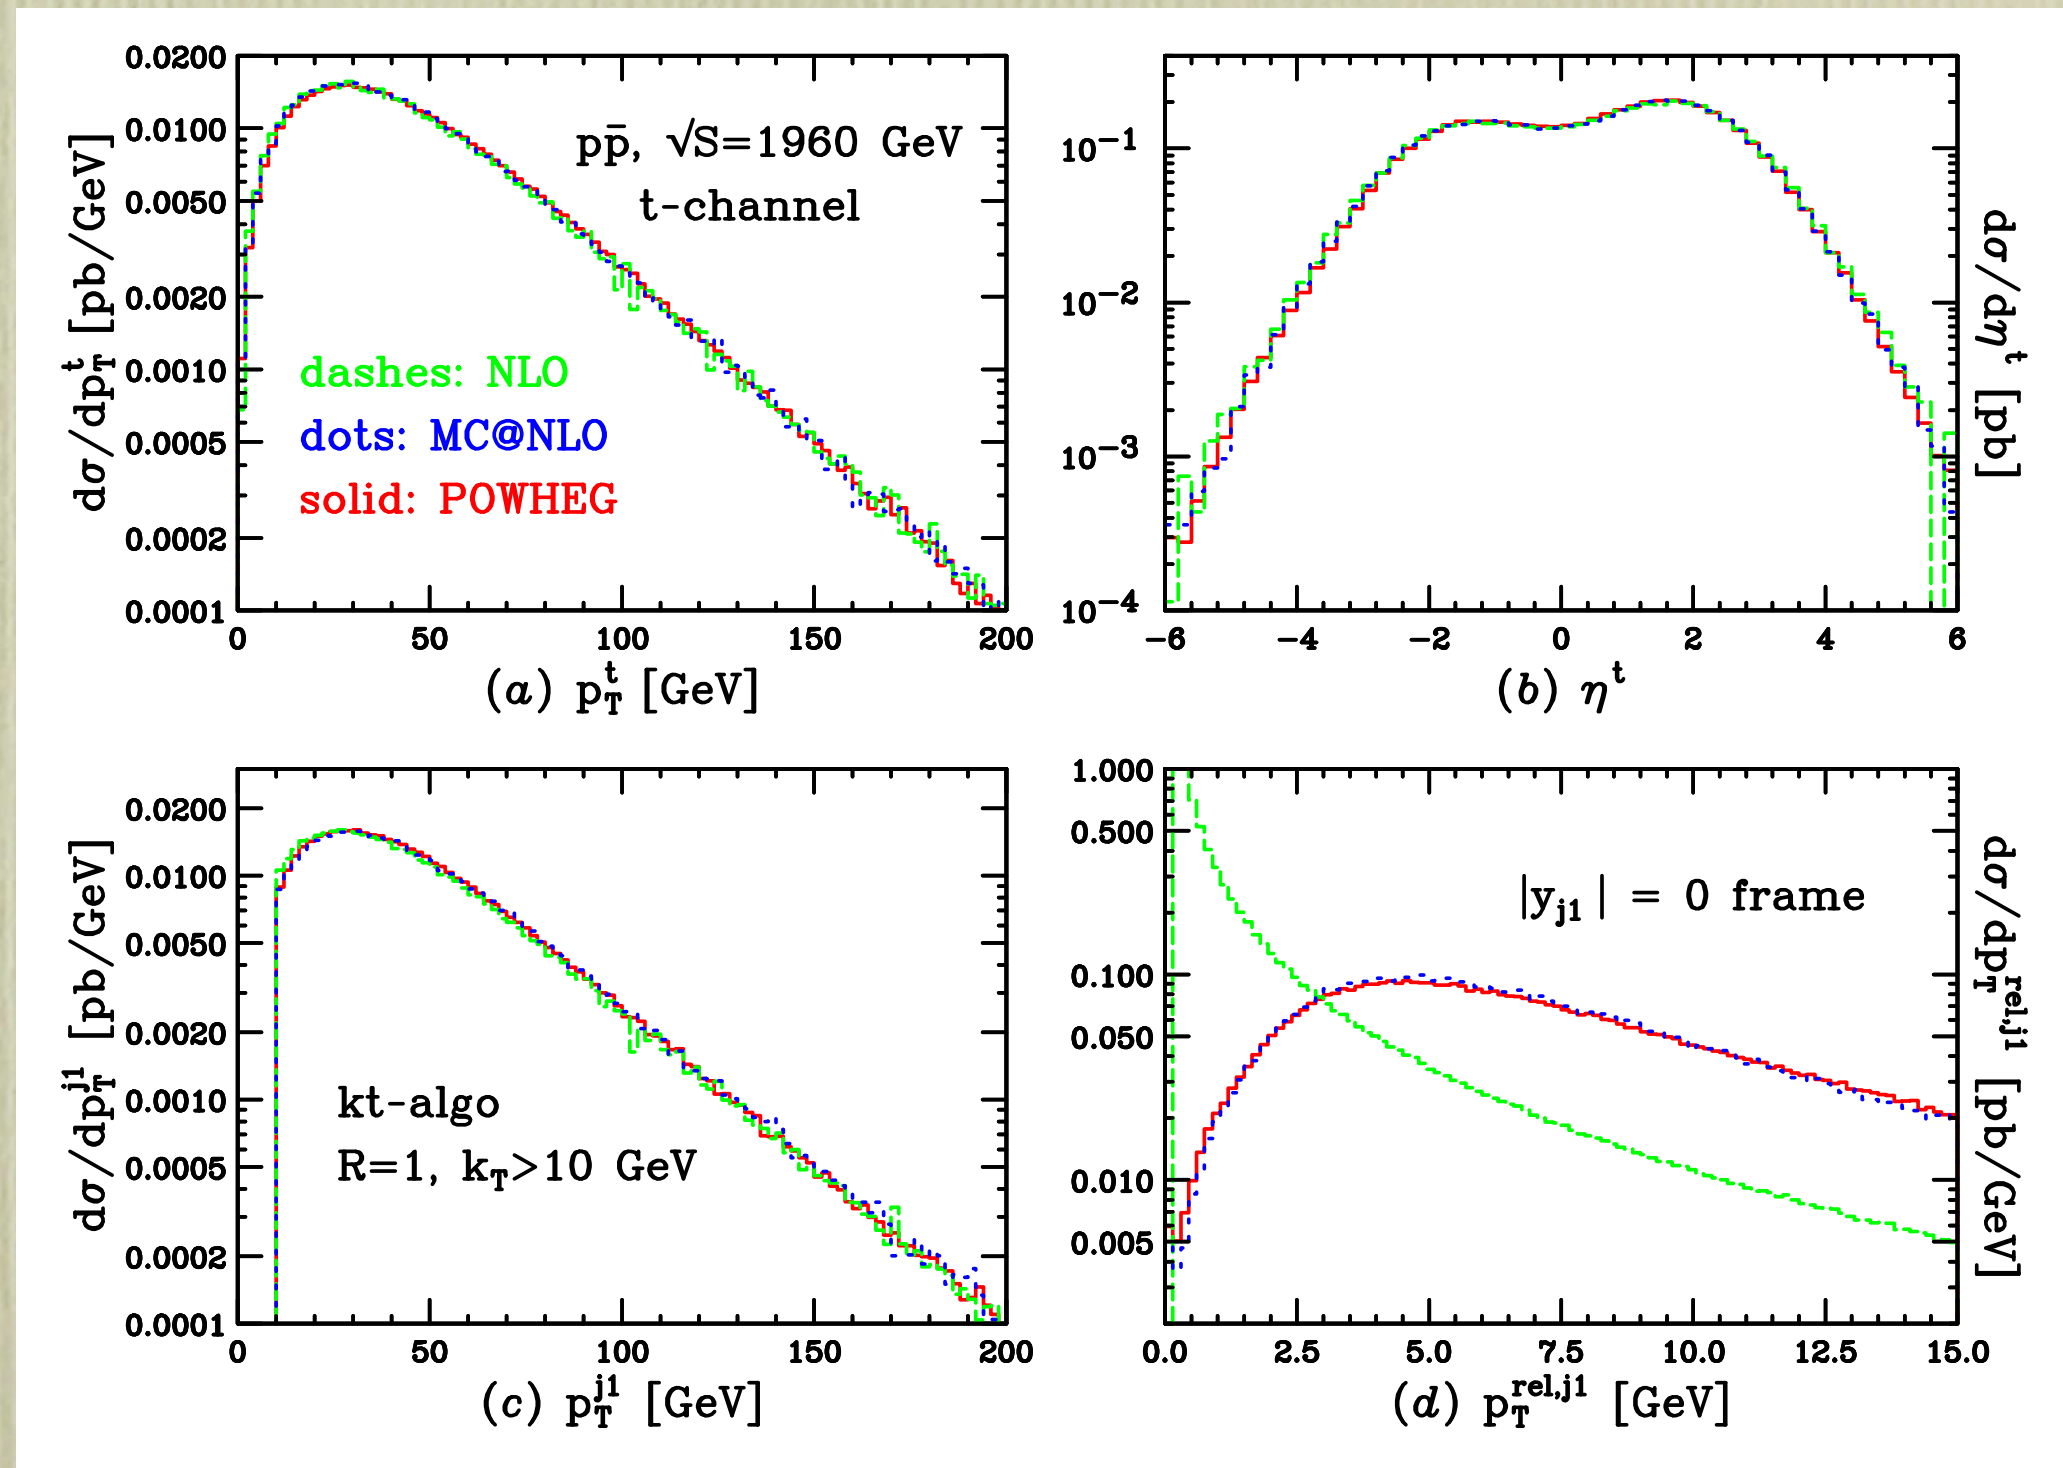 0.0200
0.0100
0.0050
0.0020
0.0010
0.0005
0.0002
0.0001
0 50 100 150 200
dσ/dp_T^t [pb/GeV]
pp̄, √S=1960 GeV
t-channel
dashes: NLO
dots: MC@NLO
solid: POWHEG
(a) p_T^t [GeV]
10^-1
10^-2
10^-3
10^-4
-6 -4 -2 0 2 4 6
dσ/dη^t [pb]
(b) η^t
0.0200
0.0100
0.0050
0.0020
0.0010
0.0005
0.0002
0.0001
0 50 100 150 200
dσ/dp_T^j1 [pb/GeV]
kt-algo
R=1, k_T>10 GeV
(c) p_T^j1 [GeV]
1.000
0.500
0.100
0.050
0.010
0.005
0.0 2.5 5.0 7.5 10.0 12.5 15.0
|y_j1| = 0 frame
dσ/dp_T^rel,j1 [pb/GeV]
(d) p_T^rel,j1 [GeV]